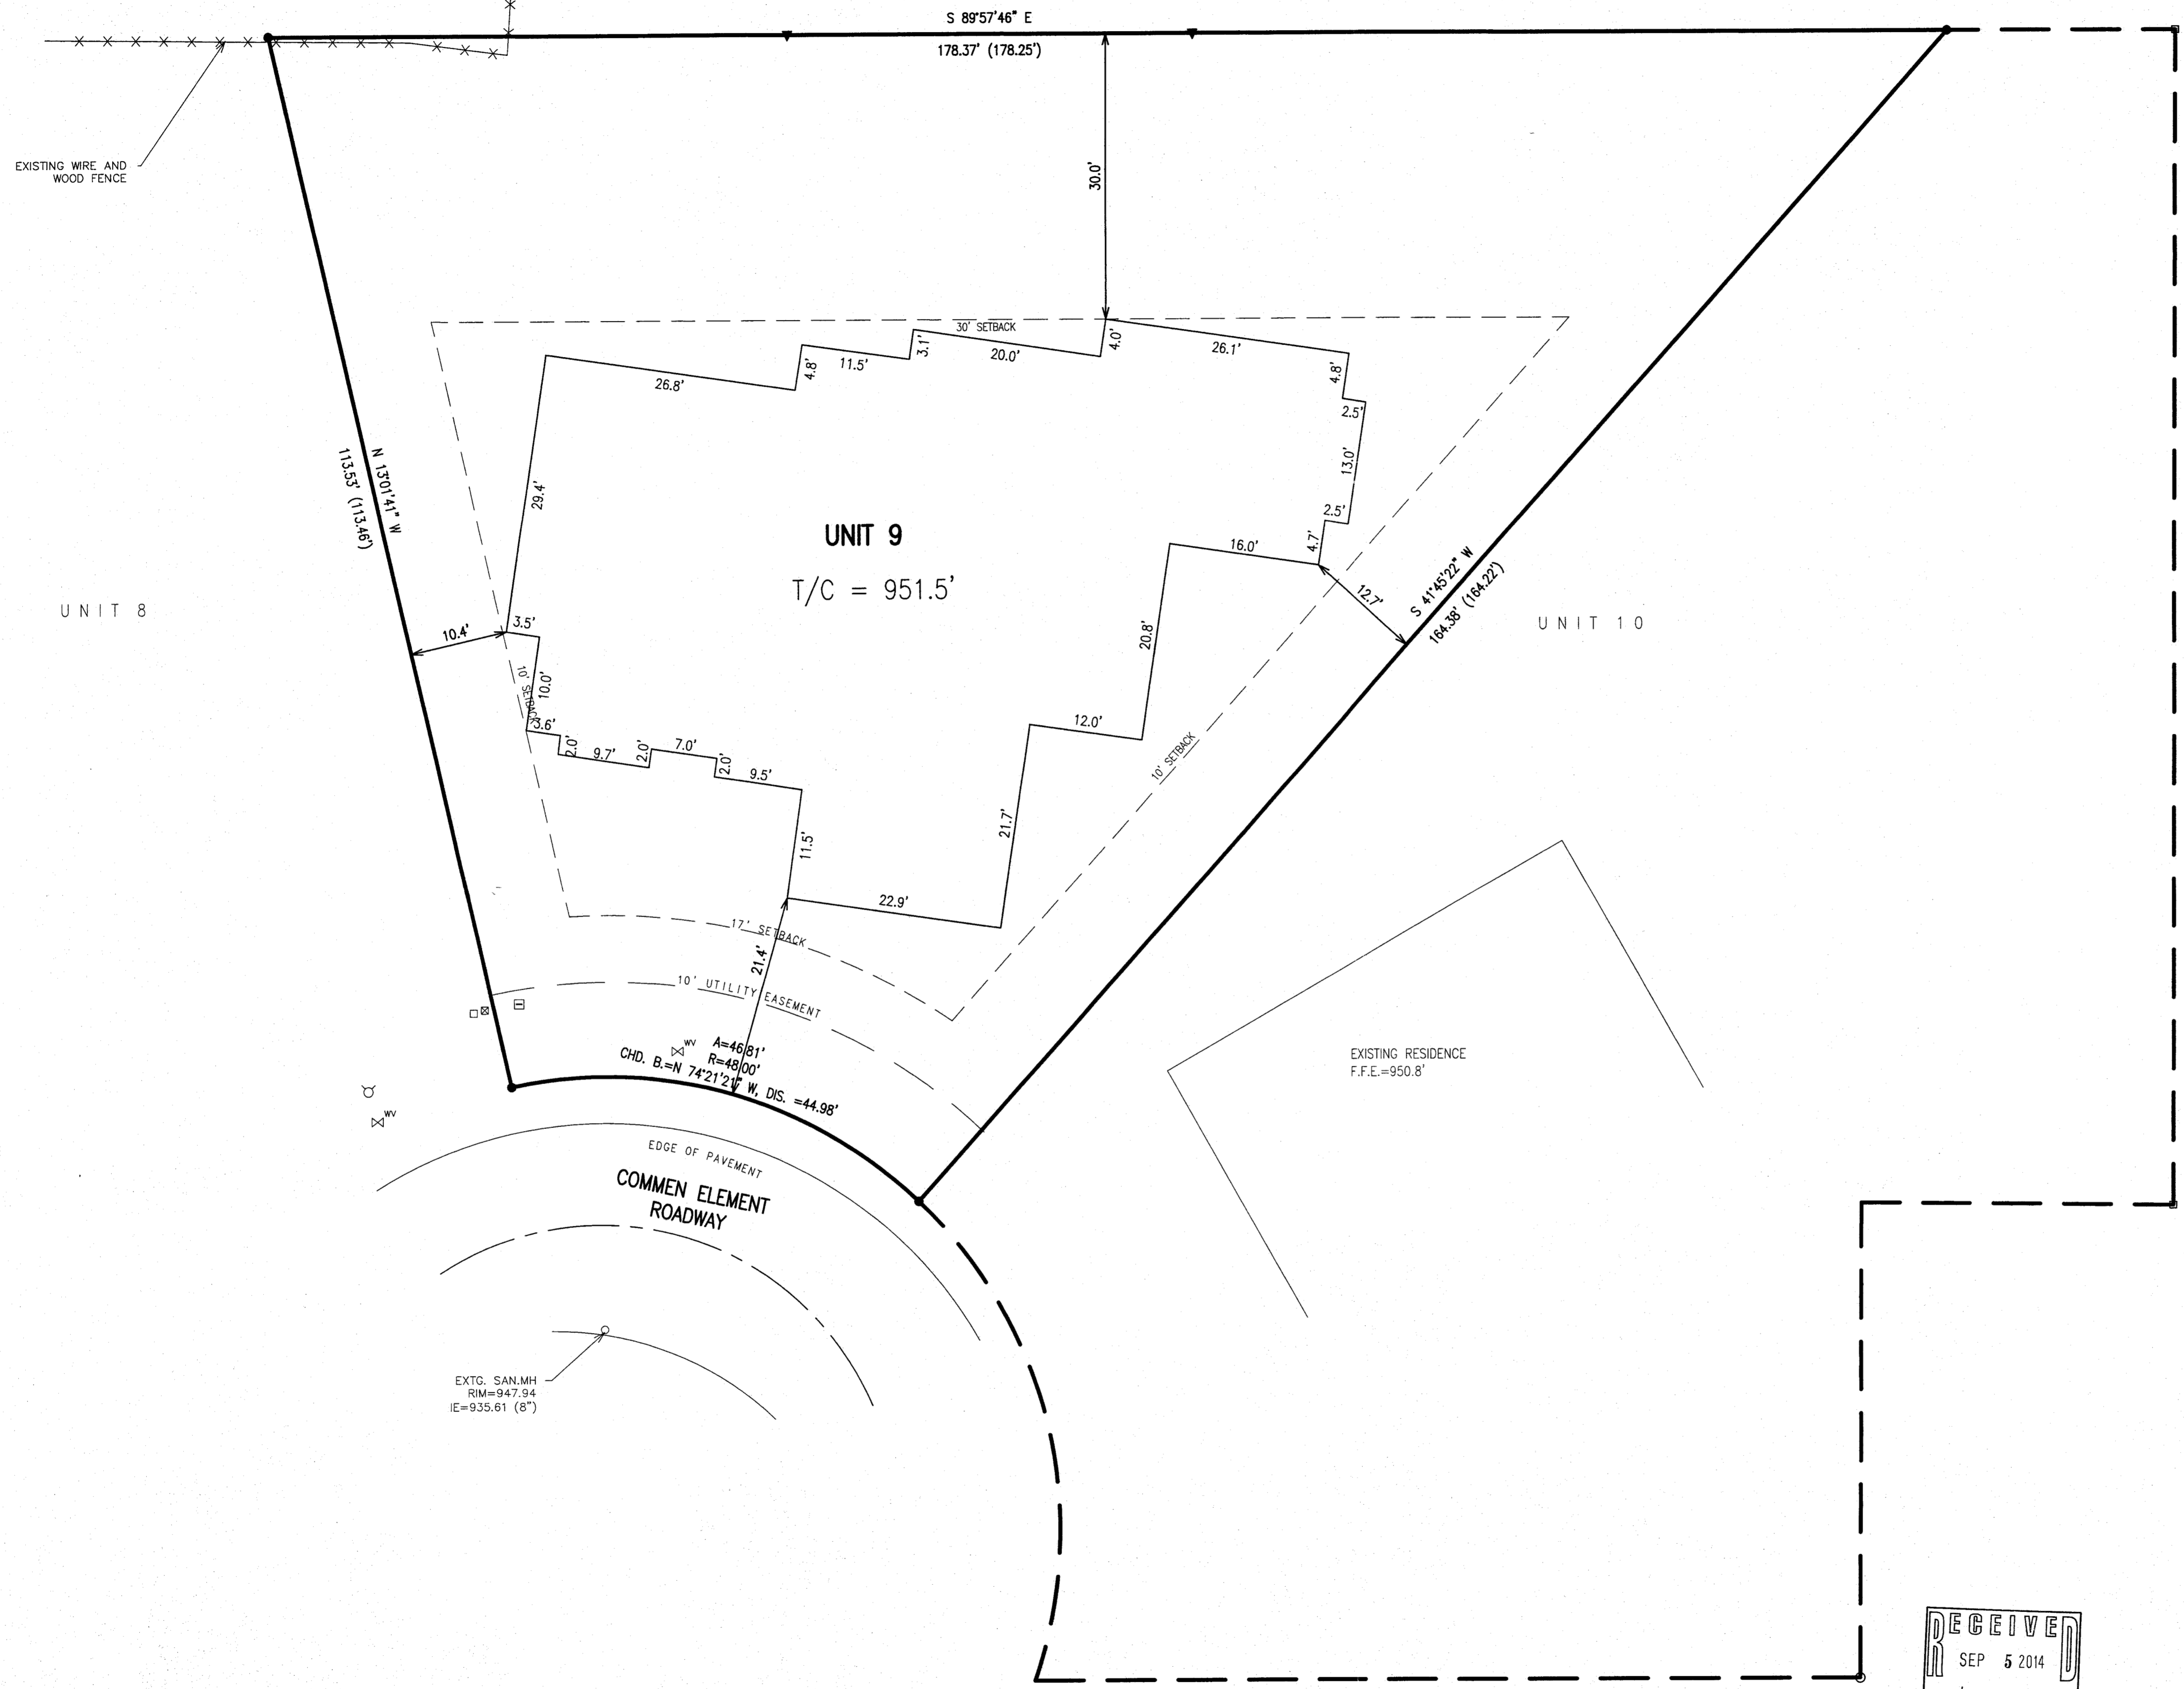 S 89°57'46" E
178.37' (178.25')
EXISTING WIRE AND
WOOD FENCE
30.0'
30' SETBACK
4.0'
26.1'
3.1'
20.0'
11.5'
4.8'
26.8'
4.8'
2.5'
13.0'
2.5'
4.7'
29.4'
N 13°01'41" W
113.53' (113.46')
UNIT 9
T/C = 951.5'
16.0'
12.7'
S 41°45'22" W
164.38' (164.22')
UNIT 8
UNIT 10
10.4'
3.5'
10' SETBACK
10.0'
3.6'
2.0'
9.7'
2.0'
7.0'
2.0'
9.5'
20.8'
12.0'
10' SETBACK
11.5'
21.7'
22.9'
17' SETBACK
21.4'
10' UTILITY EASEMENT
WV
A=46.81'
R=48.00'
CHD. B.=N 74°21'21" W, DIS. =44.98'
WV
EXISTING RESIDENCE
F.F.E.=950.8'
EDGE OF PAVEMENT
COMMEN ELEMENT
ROADWAY
EXTG. SAN.MH
RIM=947.94
IE=935.61 (8")
RECEIVED
SEP 5 2014